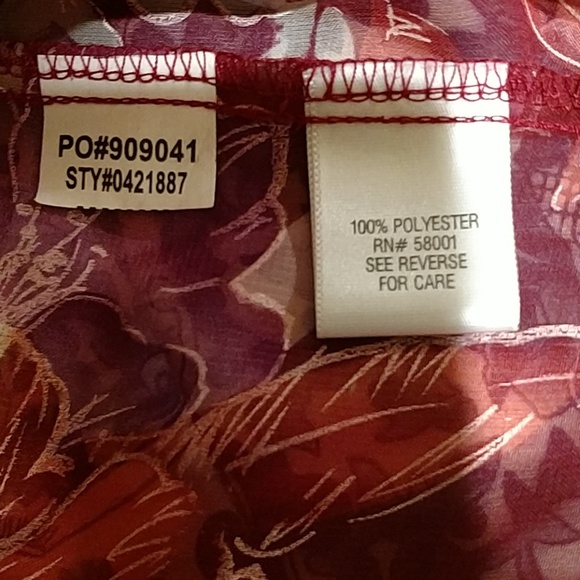 PO#909041
STY#0421887
100% POLYESTER
RN# 58001
SEE REVERSE
FOR CARE